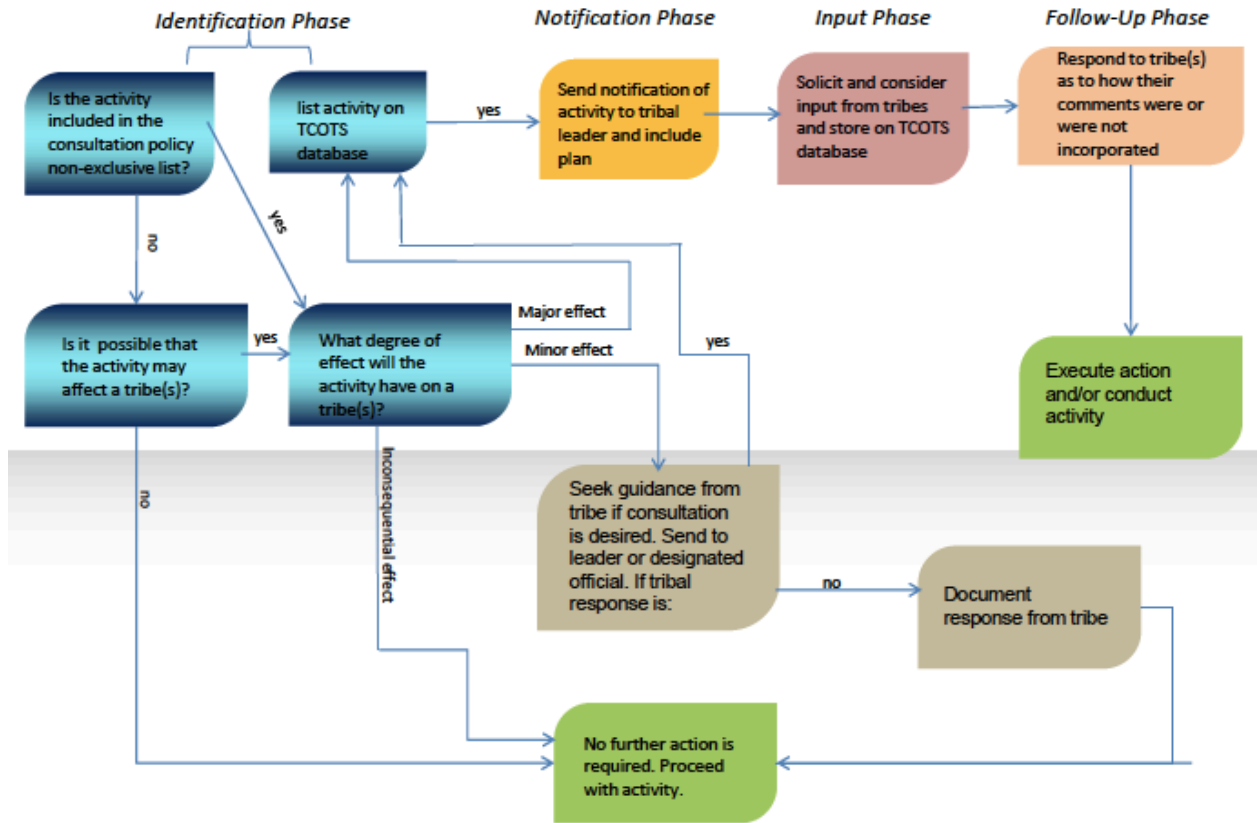 Identification Phase
Notification Phase
Input Phase
Follow-Up Phase
Is the activity
included in the
consultation policy
non-exclusive list?
list activity on
TCOTS
database
yes
Send notification of
activity to tribal
leader and include
plan
Solicit and consider
input from tribes
and store on TCOTS
database
Respond to tribe(s)
as to how their
comments were or
were not
incorporated
no
yes
Is it possible that
the activity may
affect a tribe(s)?
yes
What degree of
effect will the
activity have on a
tribe(s)?
Major effect
Minor effect
yes
Execute action
and/or conduct
activity
no
Inconsequential effect
Seek guidance from
tribe if consultation
is desired. Send to
leader or designated
official. If tribal
response is:
no
Document
response from tribe
No further action is
required. Proceed
with activity.